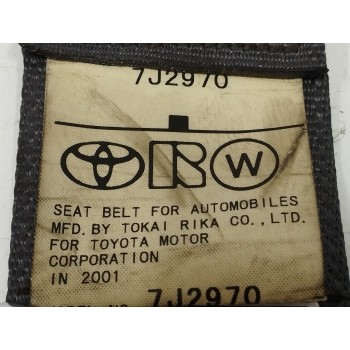 7J2970
R W
SEAT BELT FOR AUTOMOBILES
MFD. BY TOKAI RIKA CO., LTD.
FOR TOYOTA MOTOR
CORPORATION
IN 2001
7J2970